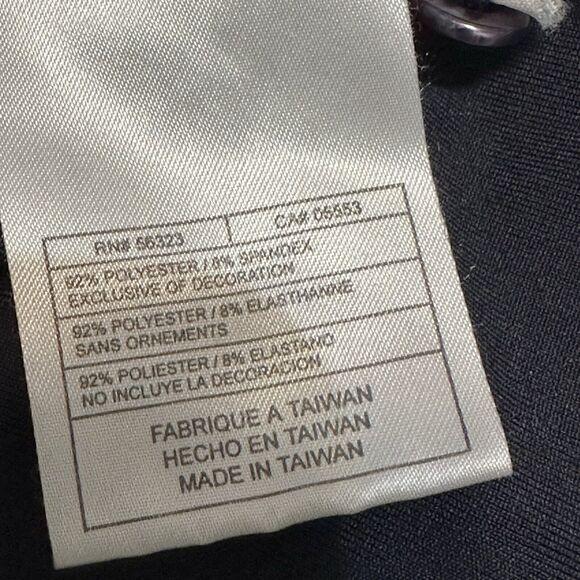 RN# 56323 CA# 05553
92% POLYESTER / 8% SPANDEX
EXCLUSIVE OF DECORATION
92% POLYESTER / 8% ELASTHANNE
SANS ORNEMENTS
92% POLIESTER / 8% ELASTANO
NO INCLUYE LA DECORACION
FABRIQUE A TAIWAN
HECHO EN TAIWAN
MADE IN TAIWAN